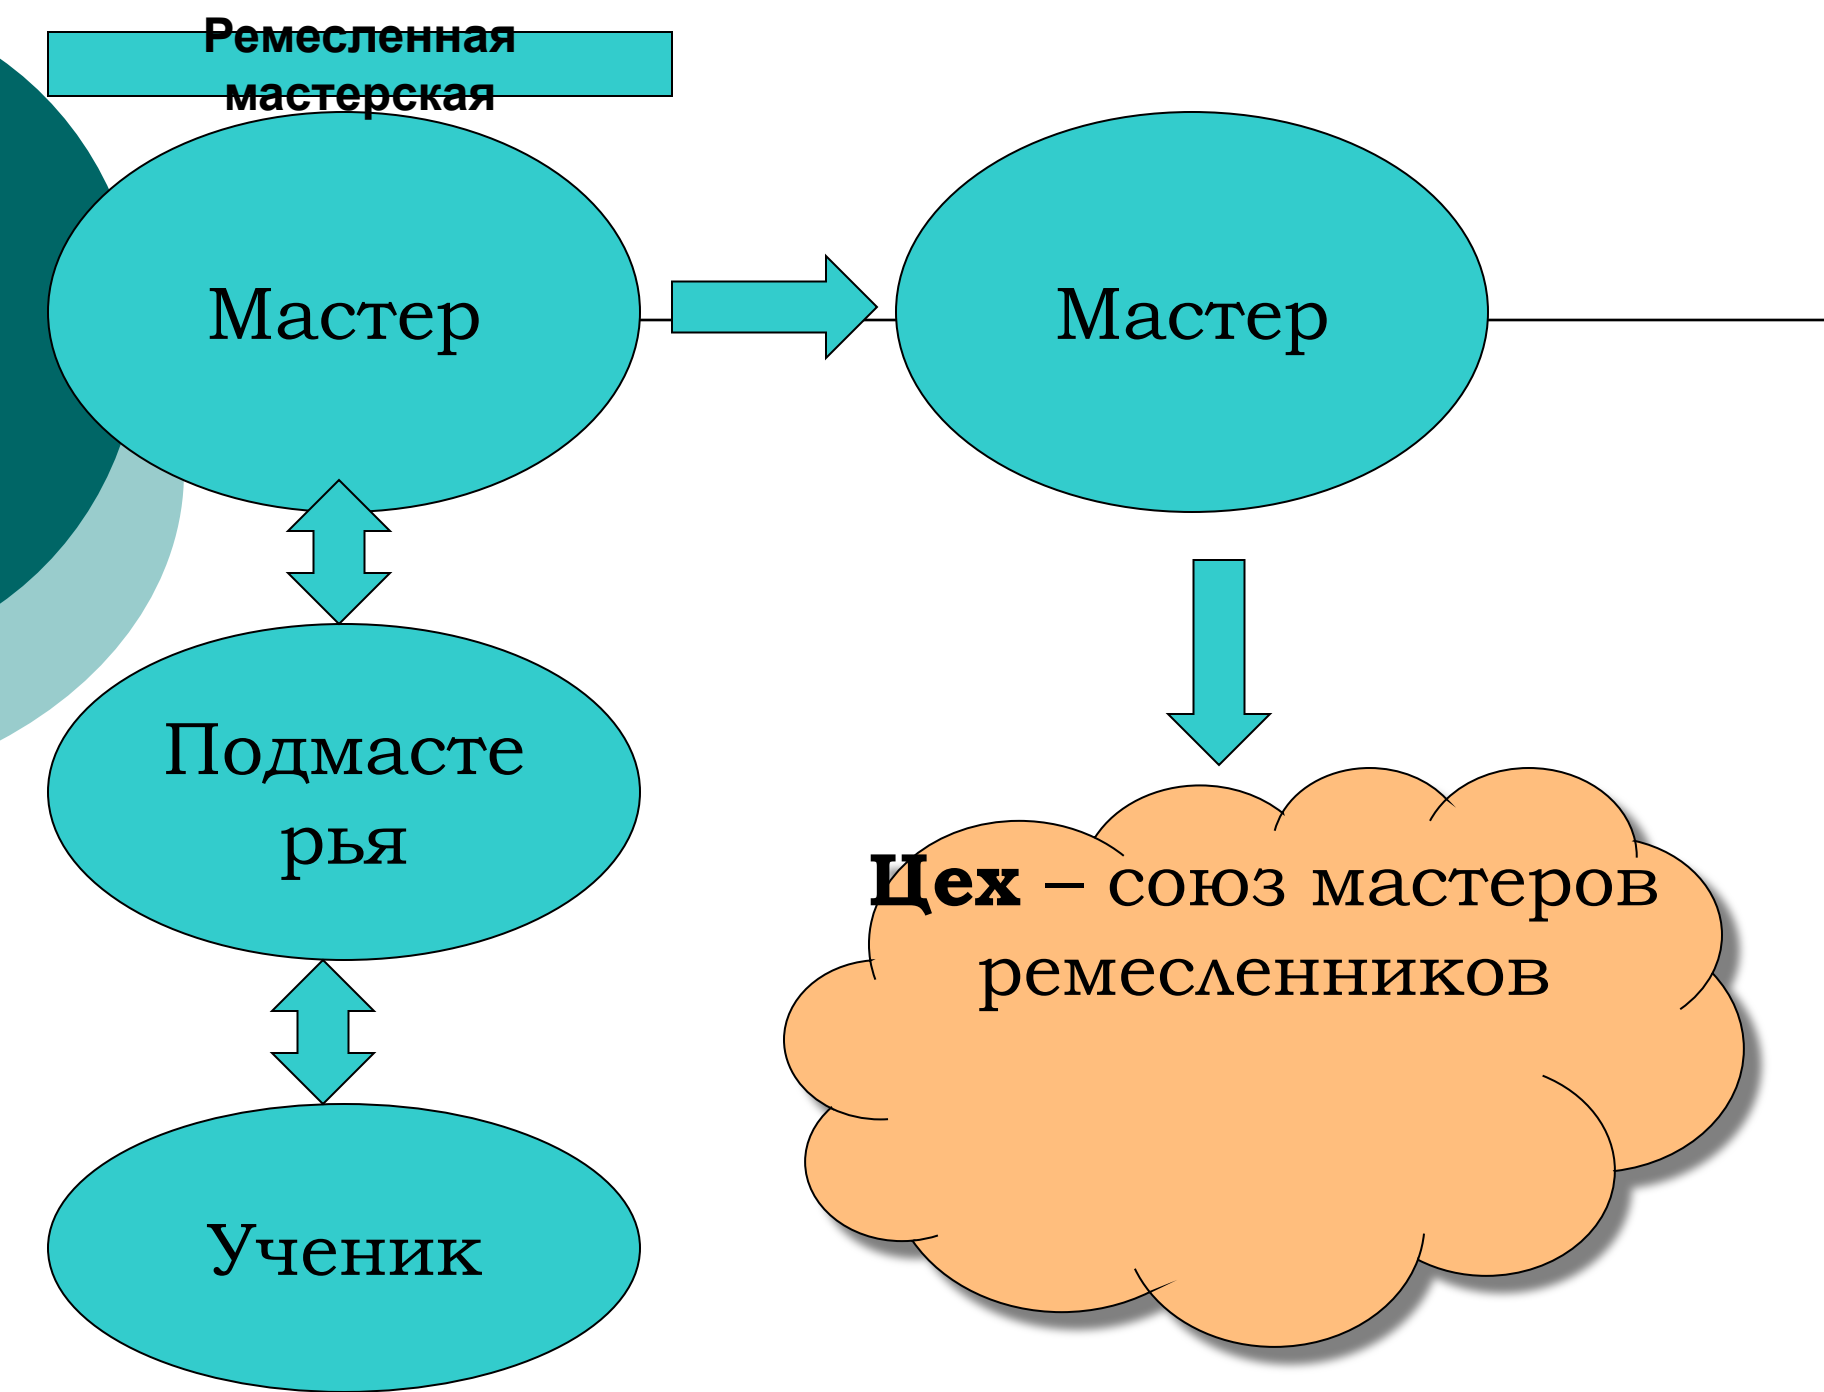 Ремесленная
мастерская
Мастер
Мастер
Подмасте
рья
Ученик
Цех – союз мастеров
ремесленников